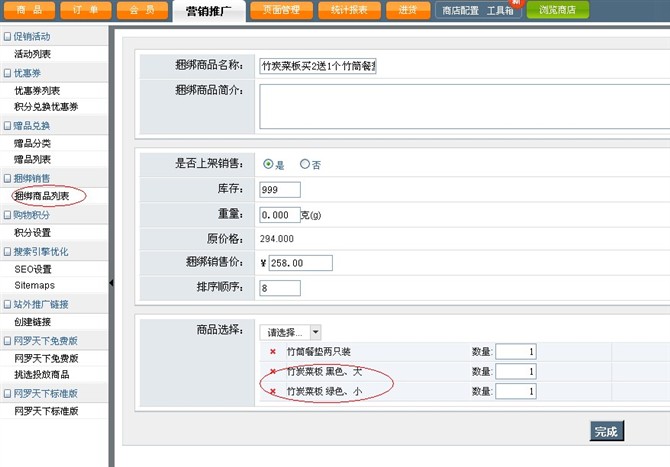 商 品 订 单 会 员 营销推广 页面管理 统计报表 进货 商店配置 工具箱 浏览商店
促销活动
活动列表
优惠券
优惠券列表
积分兑换优惠券
赠品兑换
赠品分类
赠品列表
捆绑销售
捆绑商品列表
购物积分
积分设置
搜索引擎优化
SEO设置
Sitemaps
站外推广链接
创建链接
网罗天下免费版
网罗天下免费版
挑选投放商品
网罗天下标准版
网罗天下标准版
捆绑商品名称: 竹炭菜板买2送1个竹筒餐
捆绑商品简介:
是否上架销售: 是 否
库存: 999
重量: 0.000 克(g)
原价格: 294.000
捆绑销售价: ¥ 258.00
排序顺序: 8
商品选择: 请选择...
竹筒餐垫两只装 数量: 1
竹炭菜板 黑色、大 数量: 1
竹炭菜板 绿色、小 数量: 1
完成